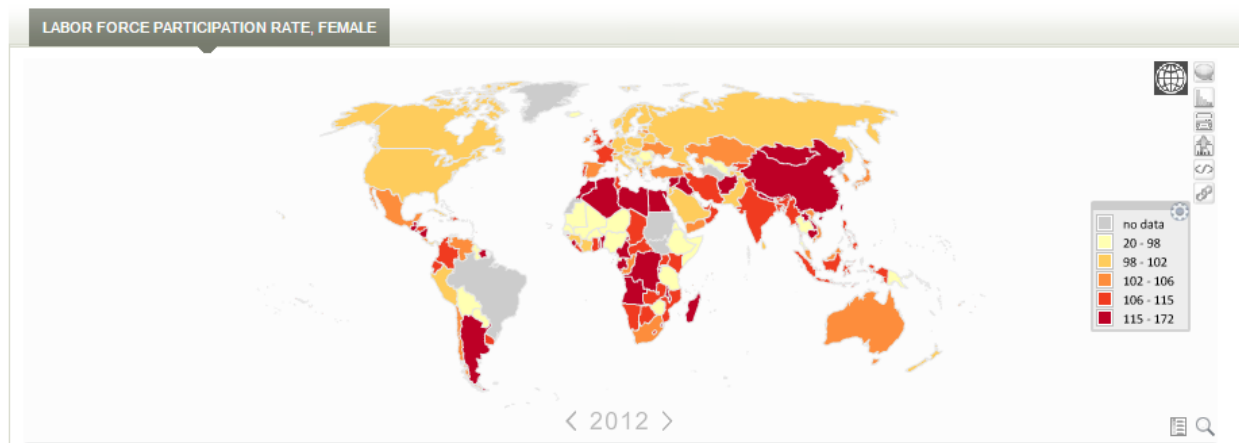 LABOR FORCE PARTICIPATION RATE, FEMALE
no data
20 - 98
98 - 102
102 - 106
106 - 115
115 - 172
< 2012 >